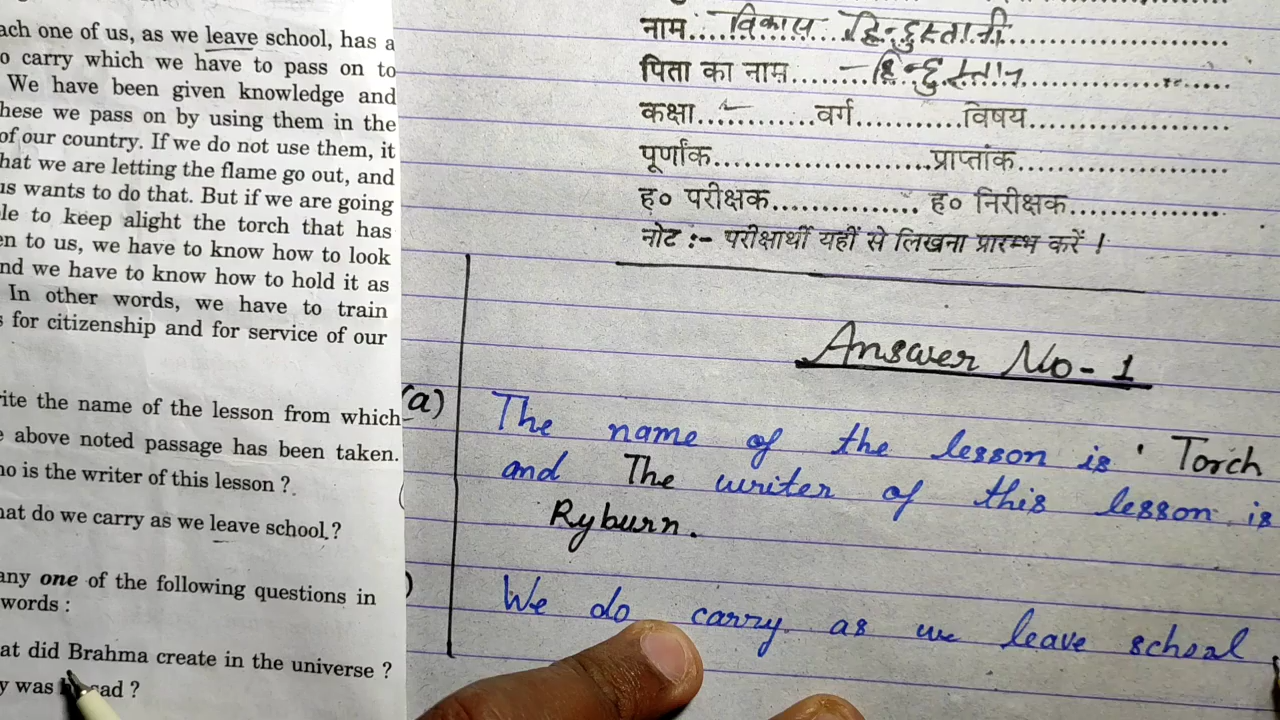 ach one of us, as we leave school, has a
o carry which we have to pass on to
We have been given knowledge and
hese we pass on by using them in the
of our country. If we do not use them, it
hat we are letting the flame go out, and
us wants to do that. But if we are going
le to keep alight the torch that has
en to us, we have to know how to look
nd we have to know how to hold it as
In other words, we have to train
s for citizenship and for service of our
rite the name of the lesson from which
e above noted passage has been taken.
ho is the writer of this lesson ?
hat do we carry as we leave school ?
any one of the following questions in
words :
at did Brahma create in the universe ?
y was sad ?
नाम....विकास...हिन्दुस्तानी..............................
पिता का नाम........हिन्दुस्तान..............................
कक्षा..............वर्ग............विषय............................
पूर्णांक..........................प्राप्तांक............................
ह० परीक्षक................ ह० निरीक्षक....................
नोट :- परीक्षार्थी यहीं से लिखना प्रारम्भ करें ।
Answer No - 1
(a) The name of the lesson is ' Torch
and The writer of this lesson is
Ryburn.
) We do carry as we leave school